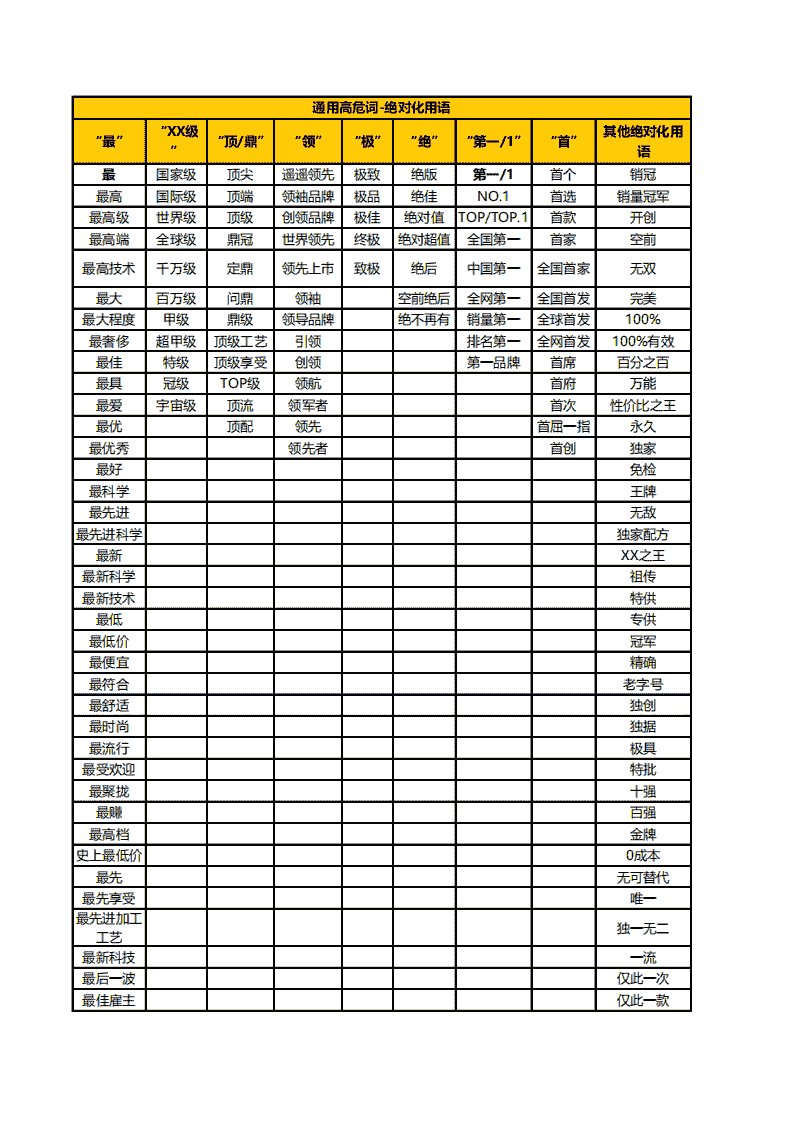 通用高危词-绝对化用语
“最” “XX级” “顶/鼎” “领” “极” “绝” “第一/1” “首” 其他绝对化用语
最 国家级 顶尖 遥遥领先 极致 绝版 第一/1 首个 销冠
最高 国际级 顶端 领袖品牌 极品 绝佳 NO.1 首选 销量冠军
最高级 世界级 顶级 创领品牌 极佳 绝对值 TOP/TOP.1 首款 开创
最高端 全球级 鼎冠 世界领先 终极 绝对超值 全国第一 首家 空前
最高技术 千万级 定鼎 领先上市 致极 绝后 中国第一 全国首家 无双
最大 百万级 问鼎 领袖 空前绝后 全网第一 全国首发 完美
最大程度 甲级 鼎级 领导品牌 绝不再有 销量第一 全球首发 100%
最奢侈 超甲级 顶级工艺 引领 排名第一 全网首发 100%有效
最佳 特级 顶级享受 创领 第一品牌 首席 百分之百
最具 冠级 TOP级 领航 首府 万能
最爱 宇宙级 顶流 领军者 首次 性价比之王
最优 顶配 领先 首屈一指 永久
最优秀 领先者 首创 独家
最好 免检
最科学 王牌
最先进 无敌
最先进科学 独家配方
最新 XX之王
最新科学 祖传
最新技术 特供
最低 专供
最低价 冠军
最便宜 精确
最符合 老字号
最舒适 独创
最时尚 独据
最流行 极具
最受欢迎 特批
最聚拢 十强
最赚 百强
最高档 金牌
史上最低价 0成本
最先 无可替代
最先享受 唯一
最先进加工工艺 独一无二
最新科技 一流
最后一波 仅此一次
最佳雇主 仅此一款